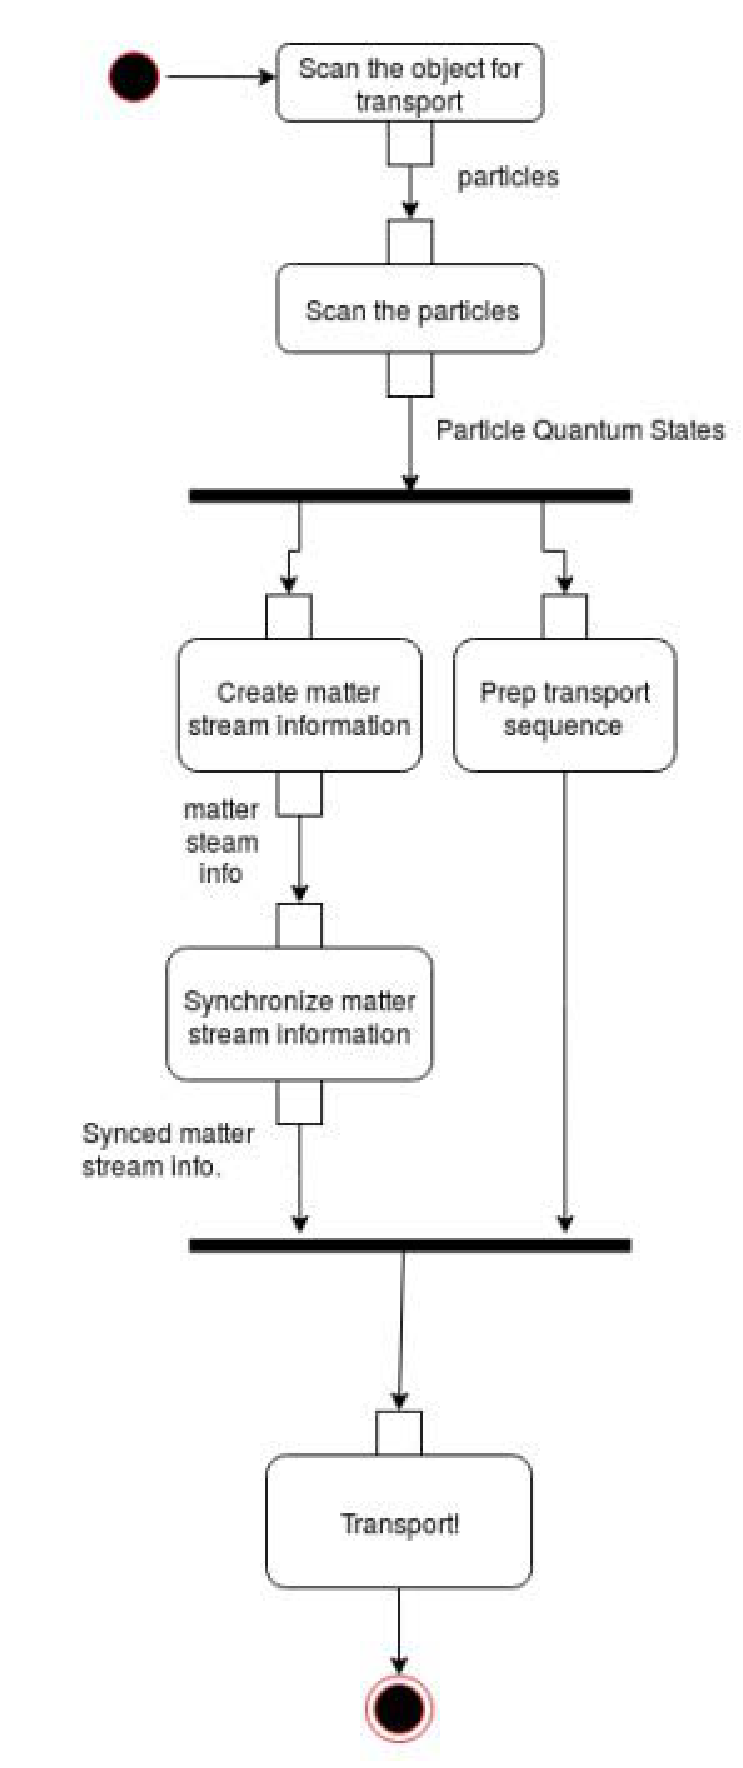 Scan the object for
transport
particles
Scan the particles
Particle Quantum States
Create matter
stream information
Prep transport
sequence
matter
steam
info
Synchronize matter
stream information
Synced matter
stream info.
Transport!